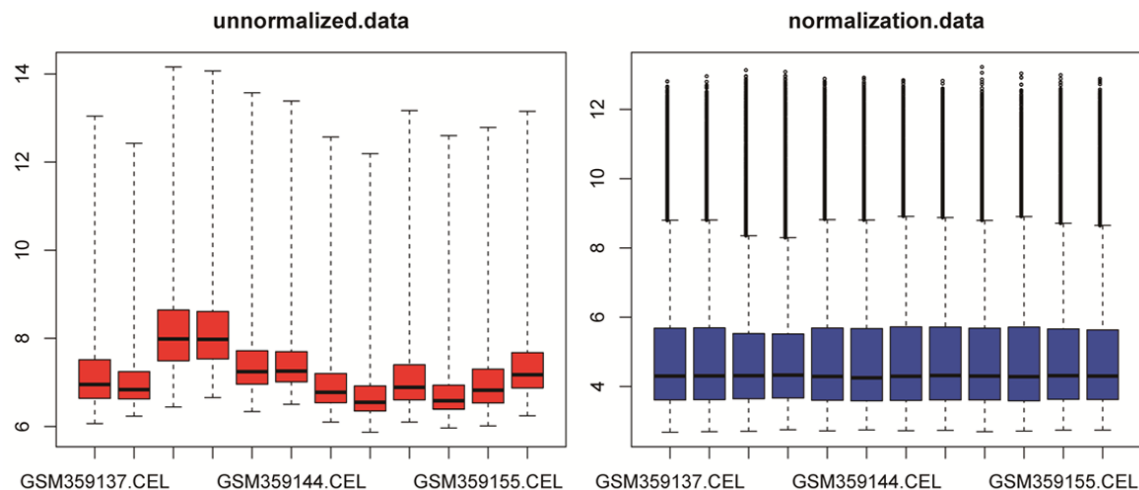 unnormalized.data
14
12
10
8
6
GSM359137.CEL GSM359144.CEL GSM359155.CEL
normalization.data
12
10
8
6
4
GSM359137.CEL GSM359144.CEL GSM359155.CEL